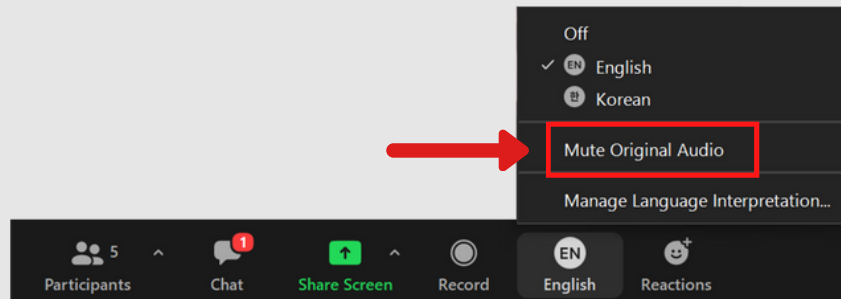 Off
EN English
한 Korean
Mute Original Audio
Manage Language Interpretation...
5 1 EN
Participants Chat Share Screen Record English Reactions